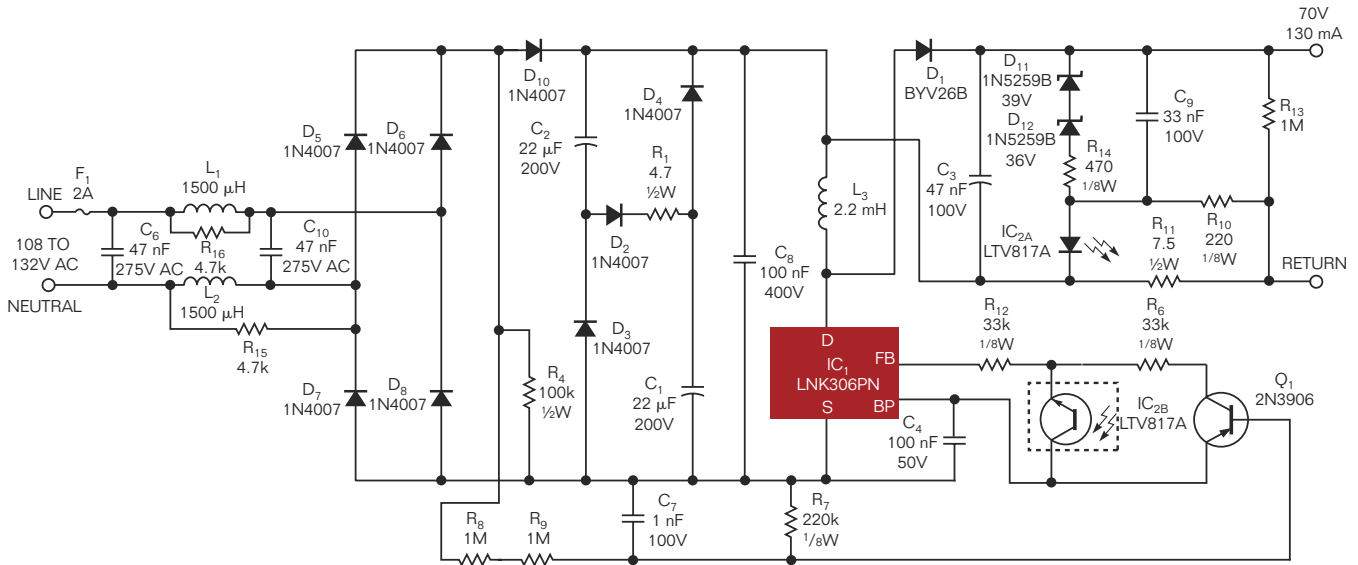 70V
130 mA
D10
1N4007
D1
BYV26B
D11
1N5259B
39V
D4
1N4007
C9
33 nF
100V
R13
1M
D5
1N4007
D6
1N4007
C2
22 µF
200V
D12
1N5259B
36V
R1
4.7
½W
R14
470
1/8W
F1
2A
L1
1500 µH
LINE
C3
47 nF
100V
L3
2.2 mH
R16
4.7k
C6
47 nF
275V AC
C10
47 nF
275V AC
108 TO
132V AC
D2
1N4007
IC2A
LTV817A
R11
7.5
½W
R10
220
1/8W
C8
100 nF
400V
RETURN
NEUTRAL
L2
1500 µH
R15
4.7k
R12
33k
1/8W
R6
33k
1/8W
D3
1N4007
D
IC1
LNK306PN
S
FB
BP
R4
100k
½W
D7
1N4007
D8
1N4007
C1
22 µF
200V
IC2B
LTV817A
Q1
2N3906
C4
100 nF
50V
C7
1 nF
100V
R7
220k
1/8W
R8
1M
R9
1M